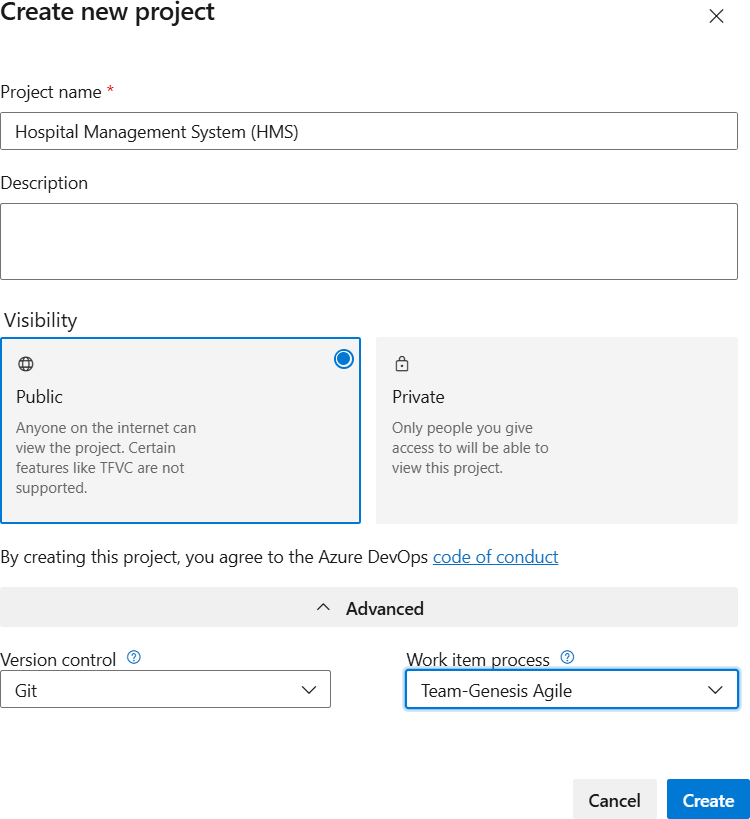 Create new project
Project name *
Hospital Management System (HMS)
Description
Visibility
Public
Anyone on the internet can
view the project. Certain
features like TFVC are not
supported.
Private
Only people you give
access to will be able to
view this project.
By creating this project, you agree to the Azure DevOps code of conduct
Advanced
Version control ?
Git
Work item process ?
Team-Genesis Agile
Cancel
Create